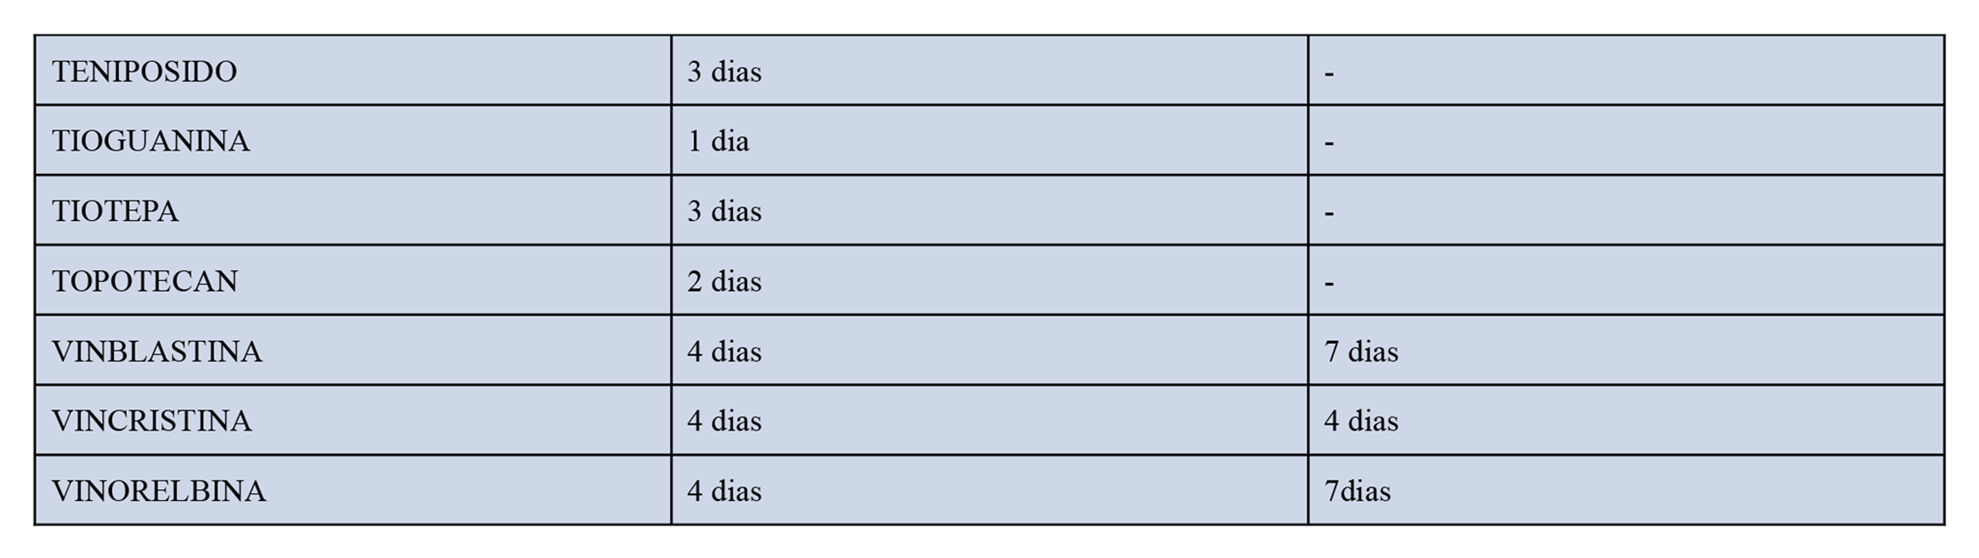 TENIPOSIDO 3 dias -
TIOGUANINA 1 dia -
TIOTEPA 3 dias -
TOPOTECAN 2 dias -
VINBLASTINA 4 dias 7 dias
VINCRISTINA 4 dias 4 dias
VINORELBINA 4 dias 7dias